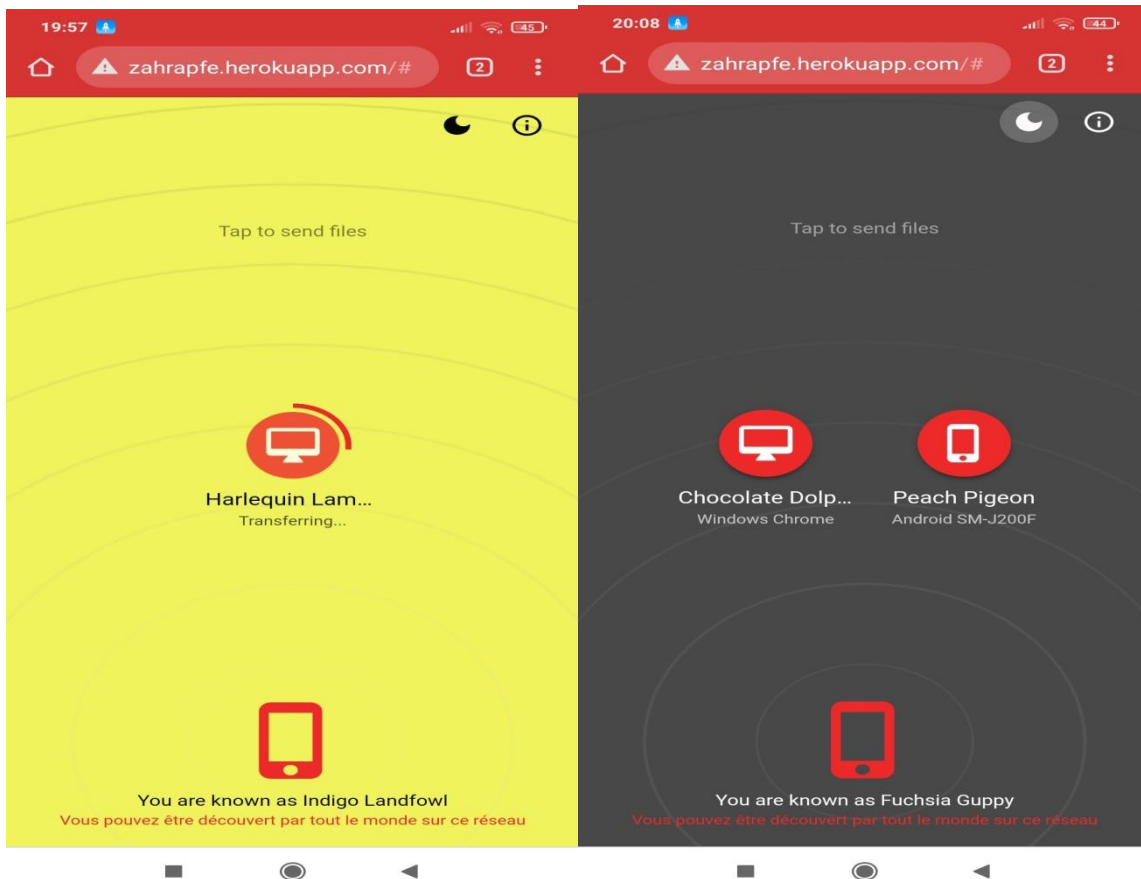 19:57
45
zahrapfe.herokuapp.com/#
2
Tap to send files
Harlequin Lam...
Transferring...
You are known as Indigo Landfowl
Vous pouvez être découvert par tout le monde sur ce réseau
20:08
44
zahrapfe.herokuapp.com/#
2
Tap to send files
Chocolate Dolp...
Windows Chrome
Peach Pigeon
Android SM-J200F
You are known as Fuchsia Guppy
Vous pouvez être découvert par tout le monde sur ce réseau